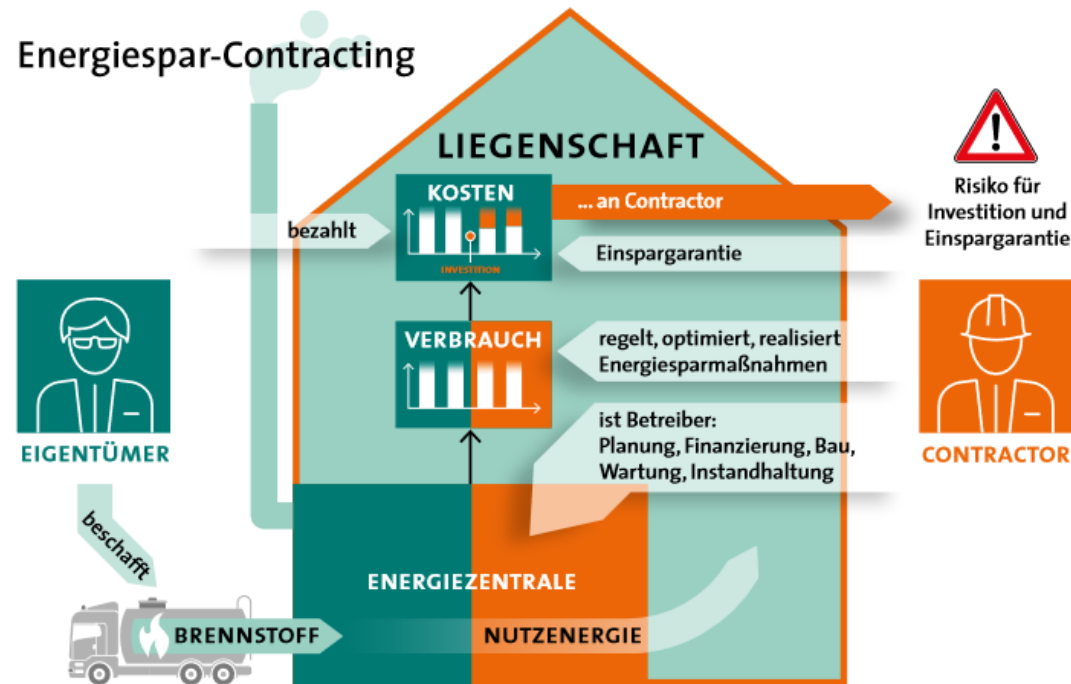 Energiespar-Contracting
LIEGENSCHAFT
KOSTEN
bezahlt
... an Contractor
Einspargarantie
INVESTITION
Risiko für
Investition und
Einspargarantie
VERBRAUCH
regelt, optimiert, realisiert
Energiesparmaßnahmen
ist Betreiber:
Planung, Finanzierung, Bau,
Wartung, Instandhaltung
EIGENTÜMER
CONTRACTOR
beschafft
ENERGIEZENTRALE
BRENNSTOFF
NUTZENERGIE